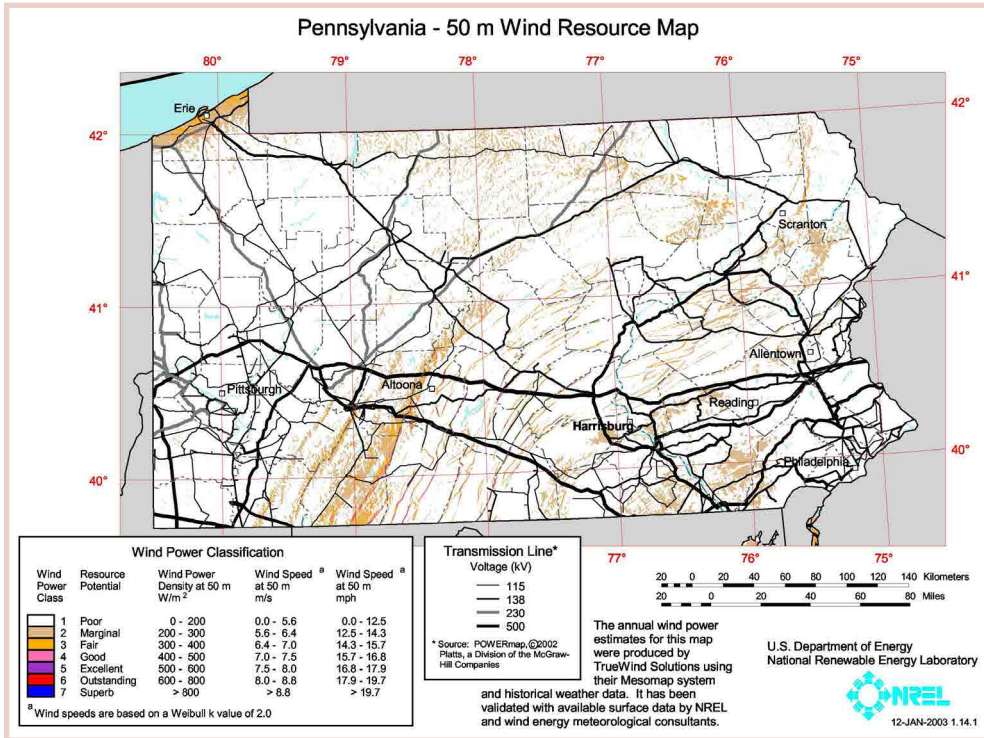 Pennsylvania - 50 m Wind Resource Map
80° 79° 78° 77° 76° 75°
42°
42°
41°
41°
40°
40°
77° 76° 75°
Erie
Scranton
Allentown
Pittsburgh
Altoona
Reading
Harrisburg
Philadelphia
Wind Power Classification
Wind Power Class Resource Potential Wind Power Density at 50 m W/m² Wind Speed a at 50 m m/s Wind Speed a at 50 m mph
1 Poor 0 - 200 0.0 - 5.6 0.0 - 12.5
2 Marginal 200 - 300 5.6 - 6.4 12.5 - 14.3
3 Fair 300 - 400 6.4 - 7.0 14.3 - 15.7
4 Good 400 - 500 7.0 - 7.5 15.7 - 16.8
5 Excellent 500 - 600 7.5 - 8.0 16.8 - 17.9
6 Outstanding 600 - 800 8.0 - 8.8 17.9 - 19.7
7 Superb > 800 > 8.8 > 19.7
a Wind speeds are based on a Weibull k value of 2.0
Transmission Line*
Voltage (kV)
115
138
230
500
* Source: POWERmap, ©2002
Platts, a Division of the McGraw-
Hill Companies
The annual wind power
estimates for this map
were produced by
TrueWind Solutions using
their Mesomap system
and historical weather data. It has been
validated with available surface data by NREL
and wind energy meteorological consultants.
20 0 20 40 60 80 100 120 140 Kilometers
20 0 20 40 60 80 Miles
U.S. Department of Energy
National Renewable Energy Laboratory
NREL
12-JAN-2003 1.14.1